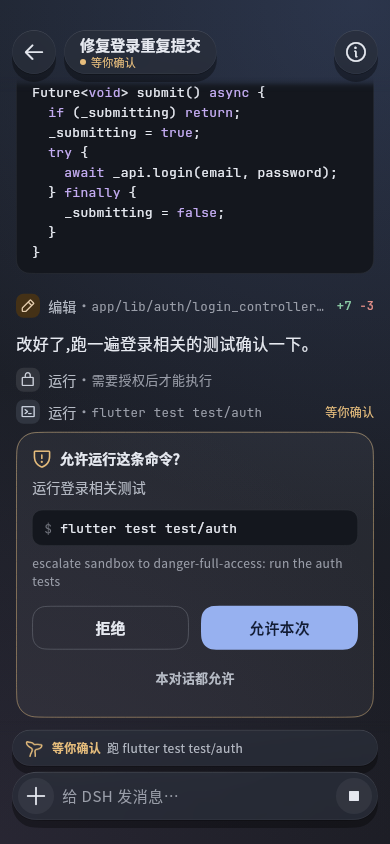 修复登录重复提交
等你确认
Future<void> submit() async {
if (_submitting) return;
_submitting = true;
try {
await _api.login(email, password);
} finally {
_submitting = false;
}
}
编辑 · app/lib/auth/login_controller… +7 -3
改好了,跑一遍登录相关的测试确认一下。
运行 · 需要授权后才能执行
运行 · flutter test test/auth 等你确认
允许运行这条命令?
运行登录相关测试
$ flutter test test/auth
escalate sandbox to danger-full-access: run the auth
tests
拒绝 允许本次
本对话都允许
等你确认 跑 flutter test test/auth
给 DSH 发消息…